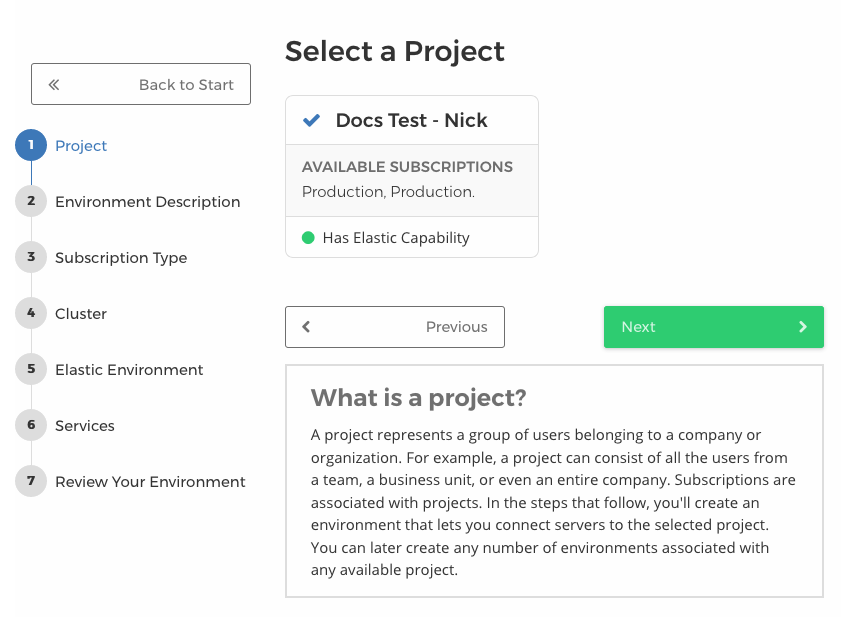 Select a Project
Back to Start
1 Project
2 Environment Description
3 Subscription Type
4 Cluster
5 Elastic Environment
6 Services
7 Review Your Environment
Docs Test - Nick
AVAILABLE SUBSCRIPTIONS
Production, Production.
Has Elastic Capability
Previous
Next
What is a project?
A project represents a group of users belonging to a company or
organization. For example, a project can consist of all the users from
a team, a business unit, or even an entire company. Subscriptions are
associated with projects. In the steps that follow, you'll create an
environment that lets you connect servers to the selected project.
You can later create any number of environments associated with
any available project.